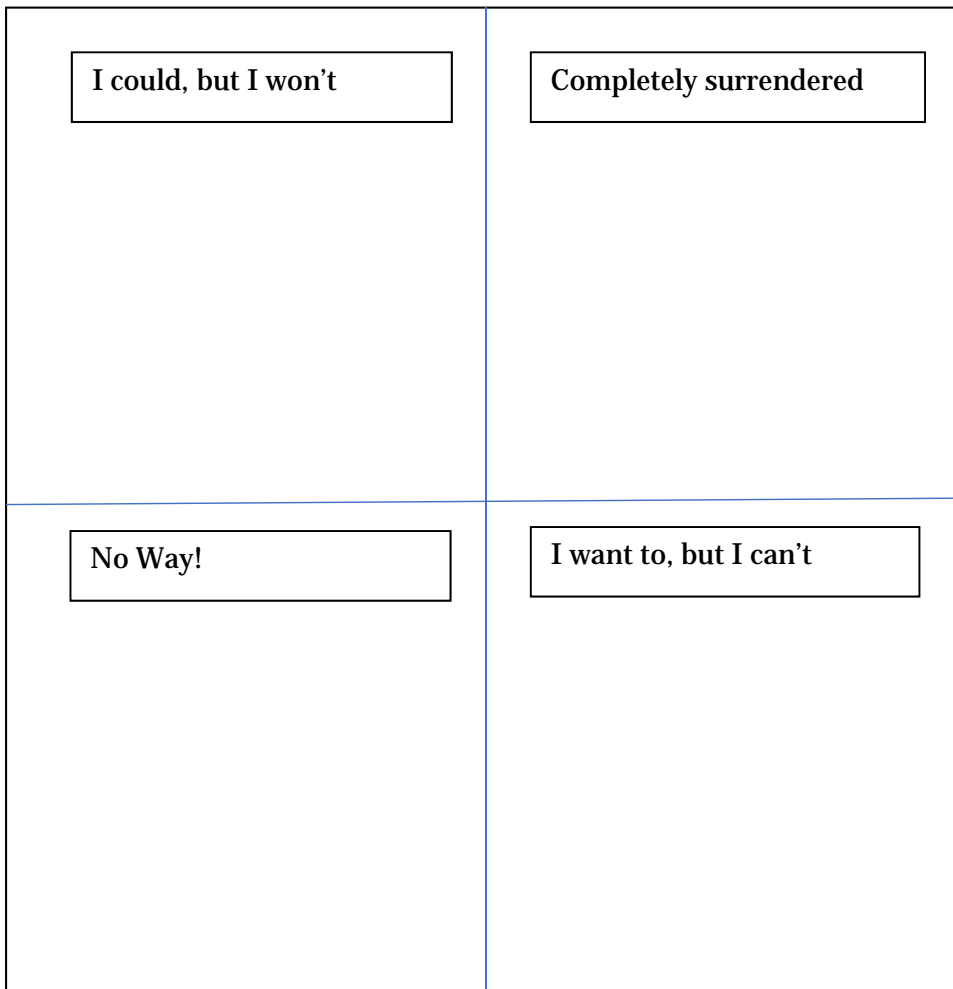 I could, but I won’t
Completely surrendered
No Way!
I want to, but I can’t